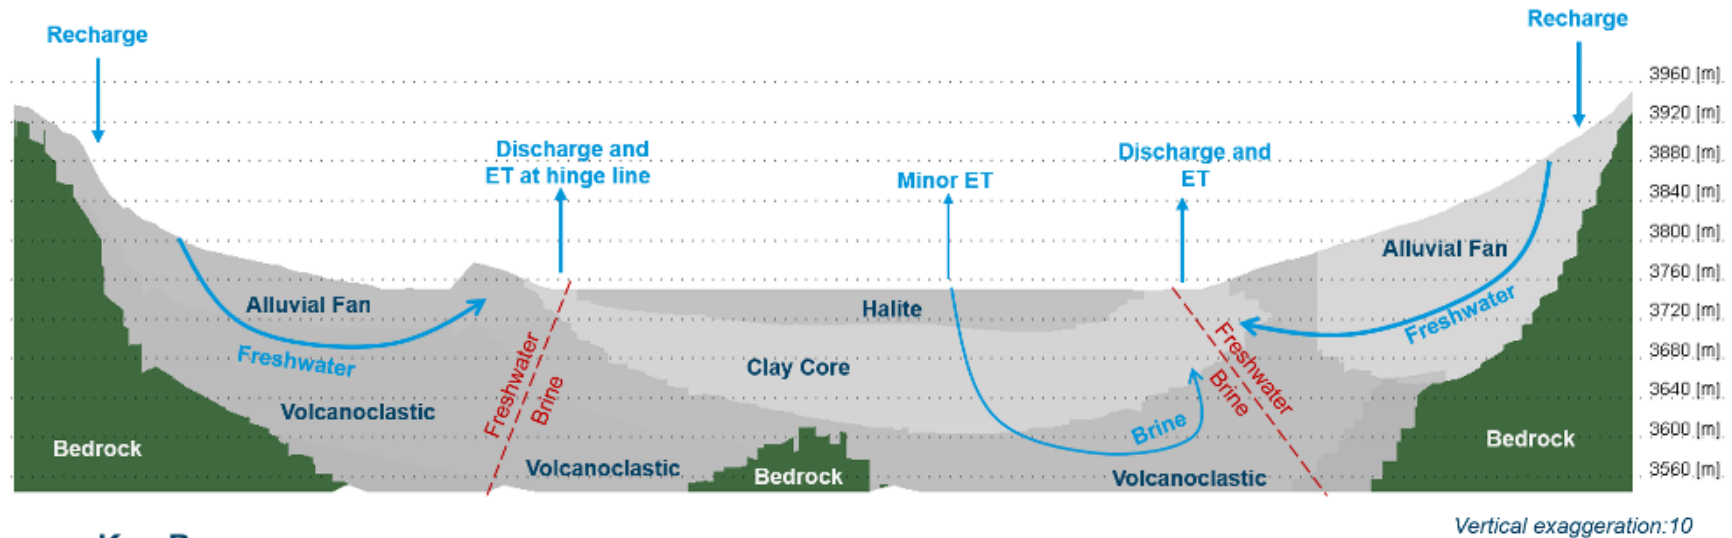 Recharge
Recharge
3960 [m]
3920 [m]
Discharge and
ET at hinge line
Discharge and
ET
3880 [m]
Minor ET
3840 [m]
3800 [m]
Alluvial Fan
3760 [m]
Alluvial Fan
Halite
3720 [m]
Freshwater
Freshwater
Freshwater
Freshwater
Clay Core
3680 [m]
Brine
Brine
3640 [m]
Volcanoclastic
Brine
3600 [m]
Bedrock
Bedrock
Volcanoclastic
Bedrock
Volcanoclastic
3560 [m]
Vertical exaggeration:10